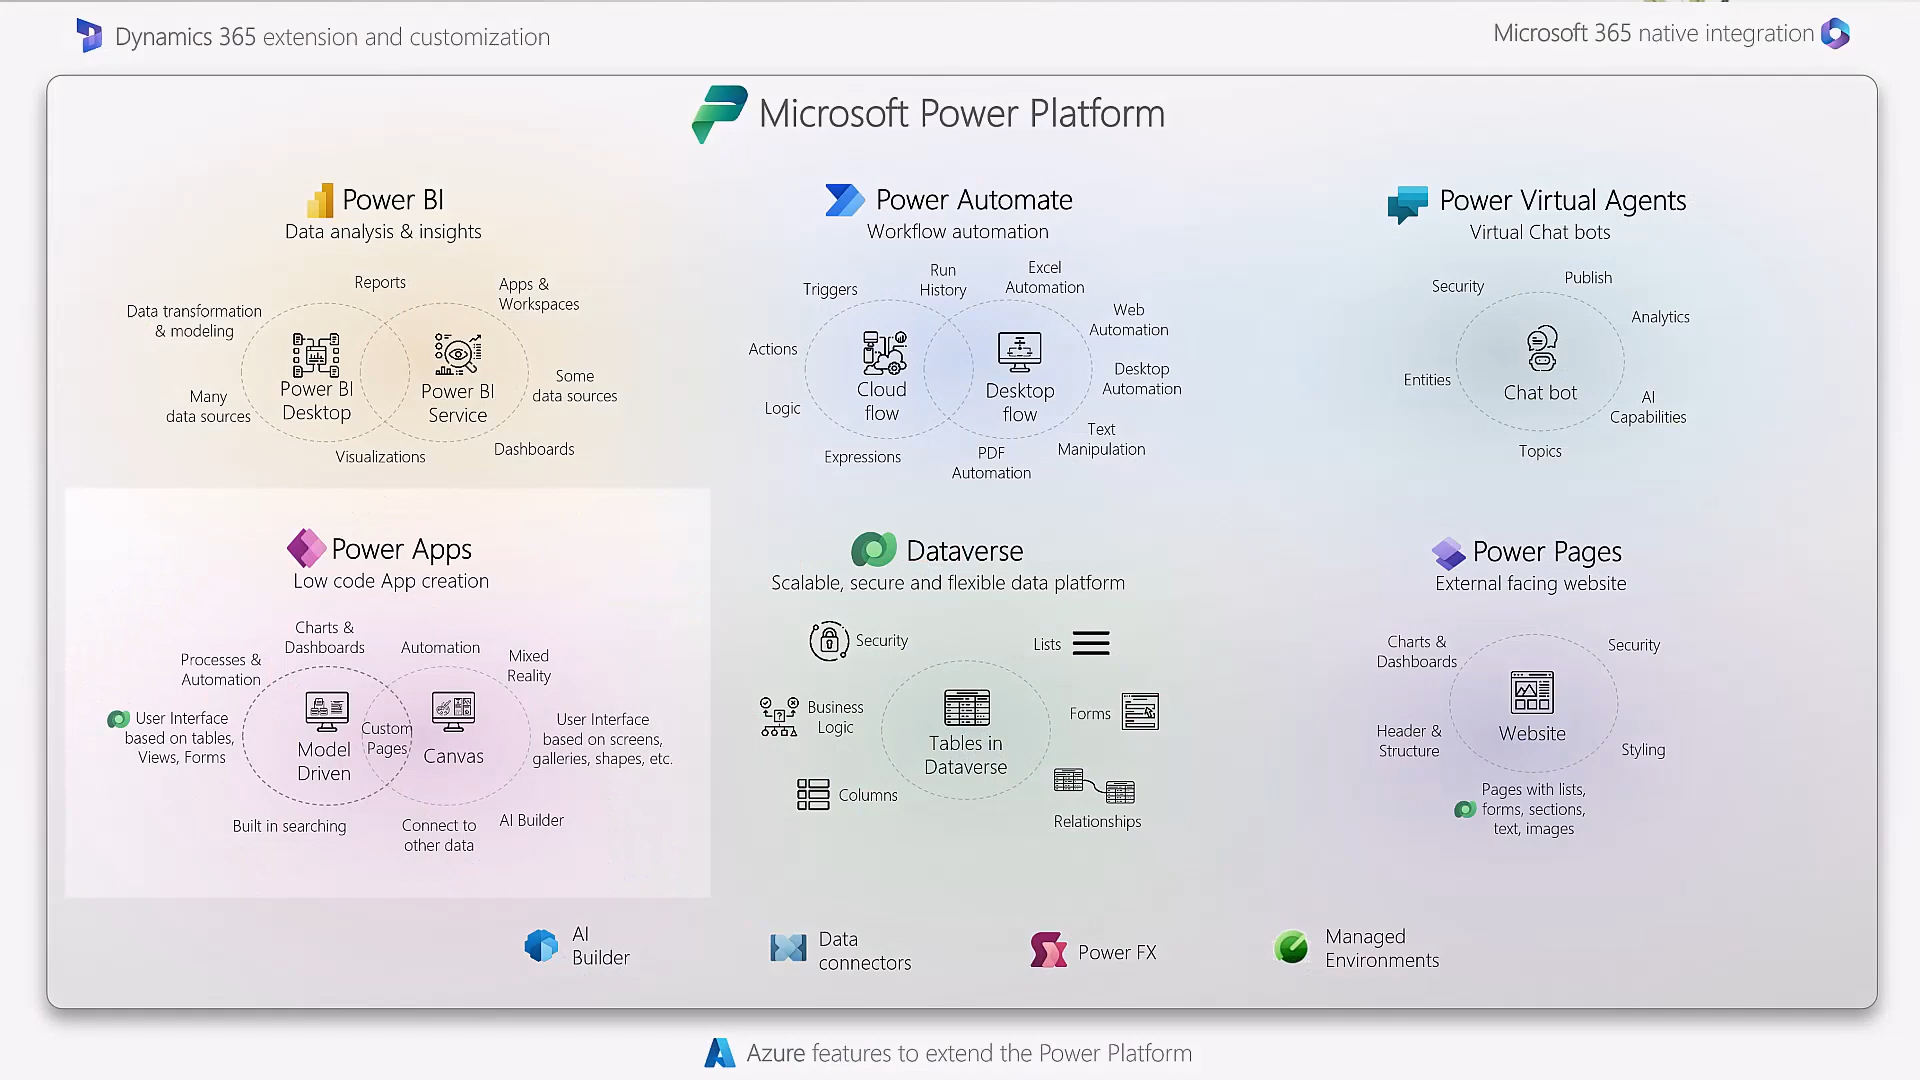 Dynamics 365 extension and customization
Microsoft 365 native integration
Microsoft Power Platform
Power BI
Data analysis & insights
Reports
Apps &
Workspaces
Data transformation
& modeling
Power BI
Desktop
Power BI
Service
Many
data sources
Some
data sources
Visualizations
Dashboards
Power Automate
Workflow automation
Triggers
Run
History
Excel
Automation
Web
Automation
Actions
Cloud
flow
Desktop
flow
Desktop
Automation
Logic
Text
Manipulation
Expressions
PDF
Automation
Power Virtual Agents
Virtual Chat bots
Security
Publish
Analytics
Entities
Chat bot
AI
Capabilities
Topics
Power Apps
Low code App creation
Charts &
Dashboards
Automation
Processes &
Automation
Mixed
Reality
User Interface
based on tables,
Views, Forms
Model
Driven
Custom
Pages
Canvas
User Interface
based on screens,
galleries, shapes, etc.
Built in searching
Connect to
other data
AI Builder
Dataverse
Scalable, secure and flexible data platform
Security
Lists
Business
Logic
Tables in
Dataverse
Forms
Columns
Relationships
Power Pages
External facing website
Charts &
Dashboards
Security
Header &
Structure
Website
Styling
Pages with lists,
forms, sections,
text, images
AI
Builder
Data
connectors
Power FX
Managed
Environments
Azure features to extend the Power Platform